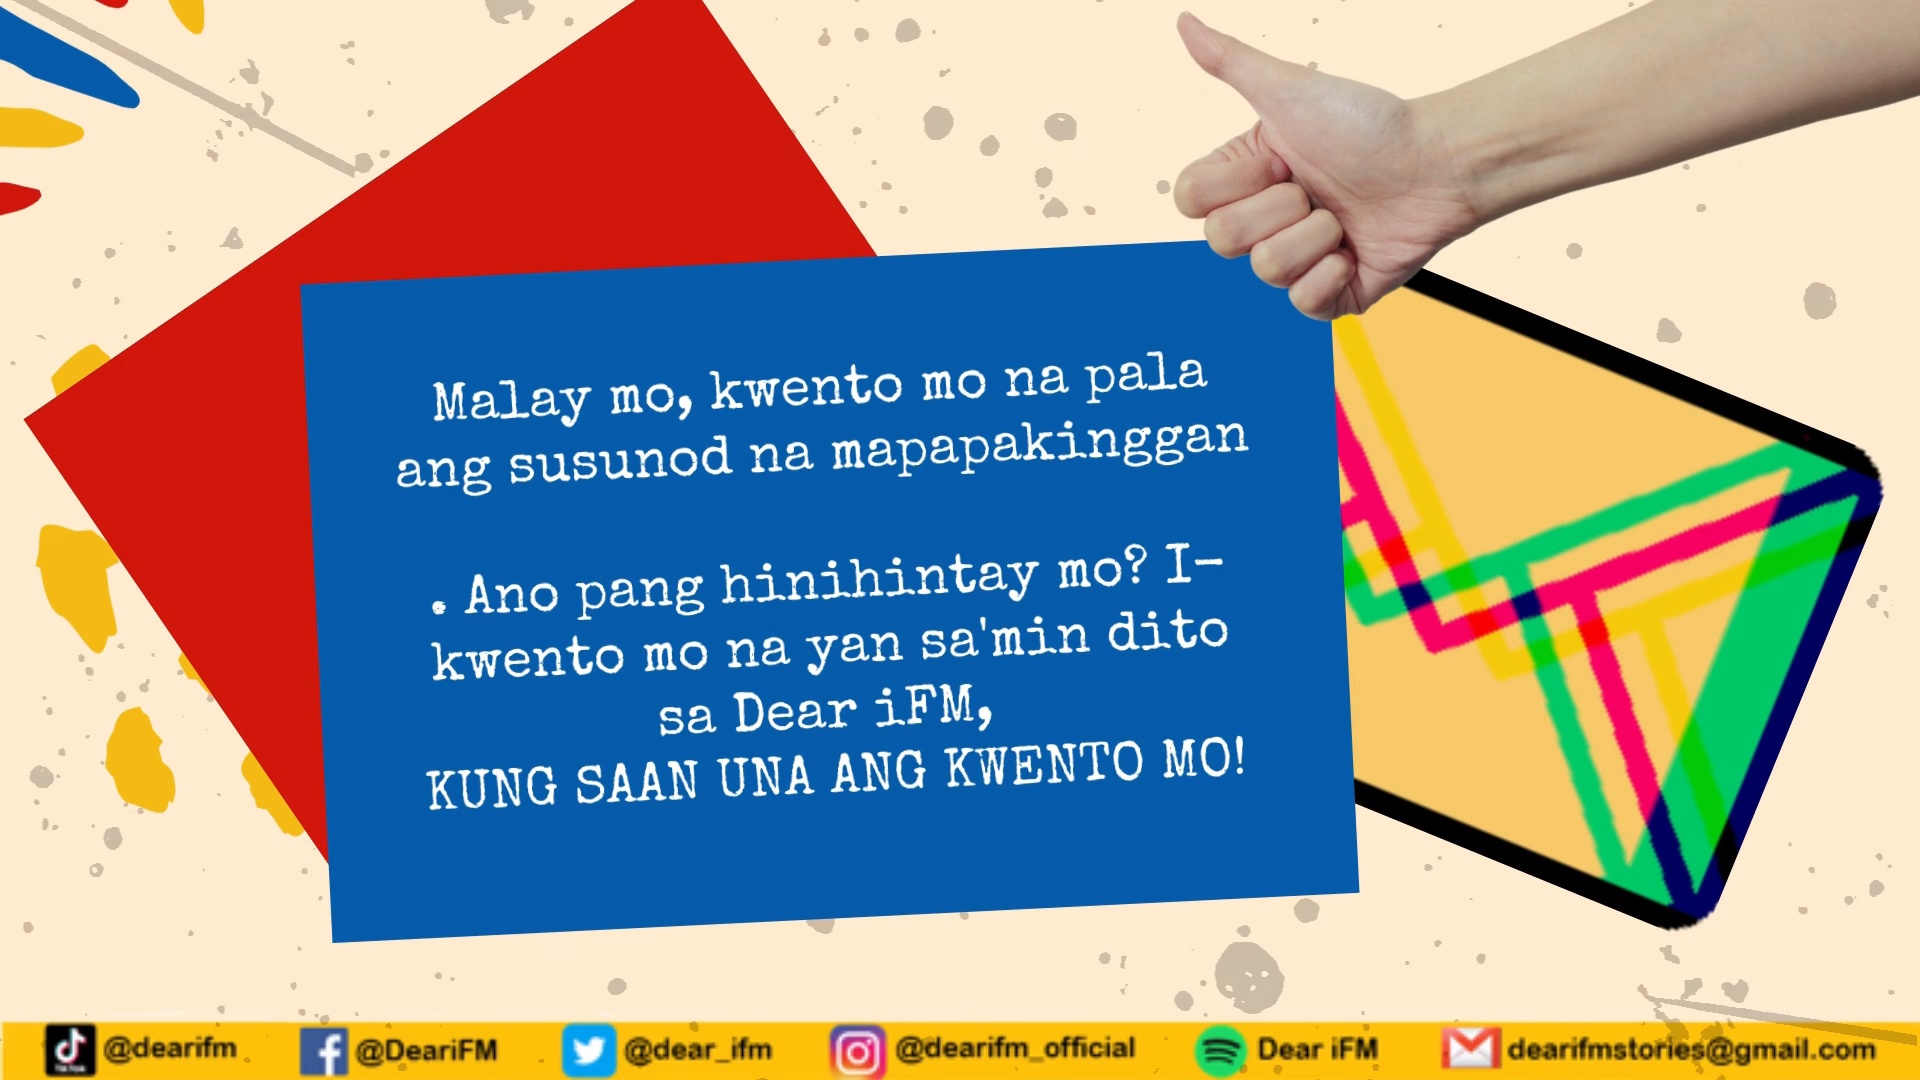 Malay mo, kwento mo na pala
ang susunod na mapapakinggan
. Ano pang hinihintay mo? I-
kwento mo na yan sa'min dito
sa Dear iFM,
KUNG SAAN UNA ANG KWENTO MO!
@dearifm
@DeariFM
@dear_ifm
@dearifm_official
Dear iFM
dearifmstories@gmail.com